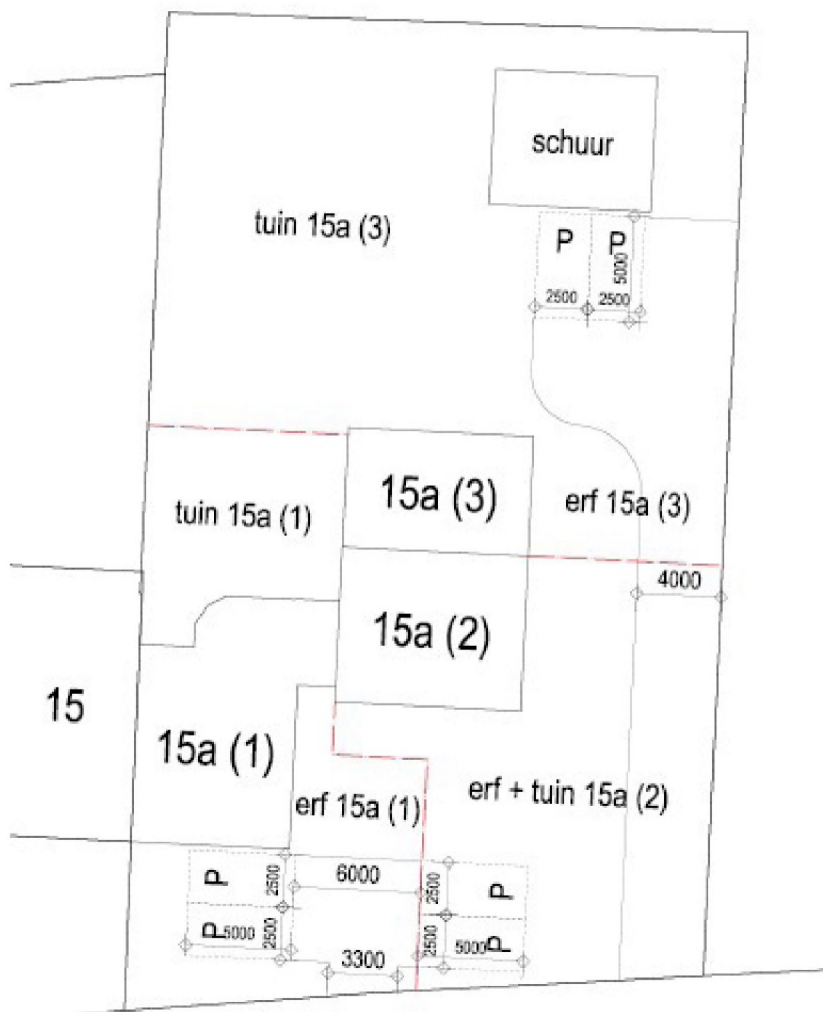 schuur
tuin 15a (3)
P P
5000
2500 2500
15a (3)
erf 15a (3)
tuin 15a (1)
4000
15a (2)
15
15a (1)
erf 15a (1)
erf + tuin 15a (2)
P 2500 6000 2500 P
P 5000 2500 2500 5000 P
3300